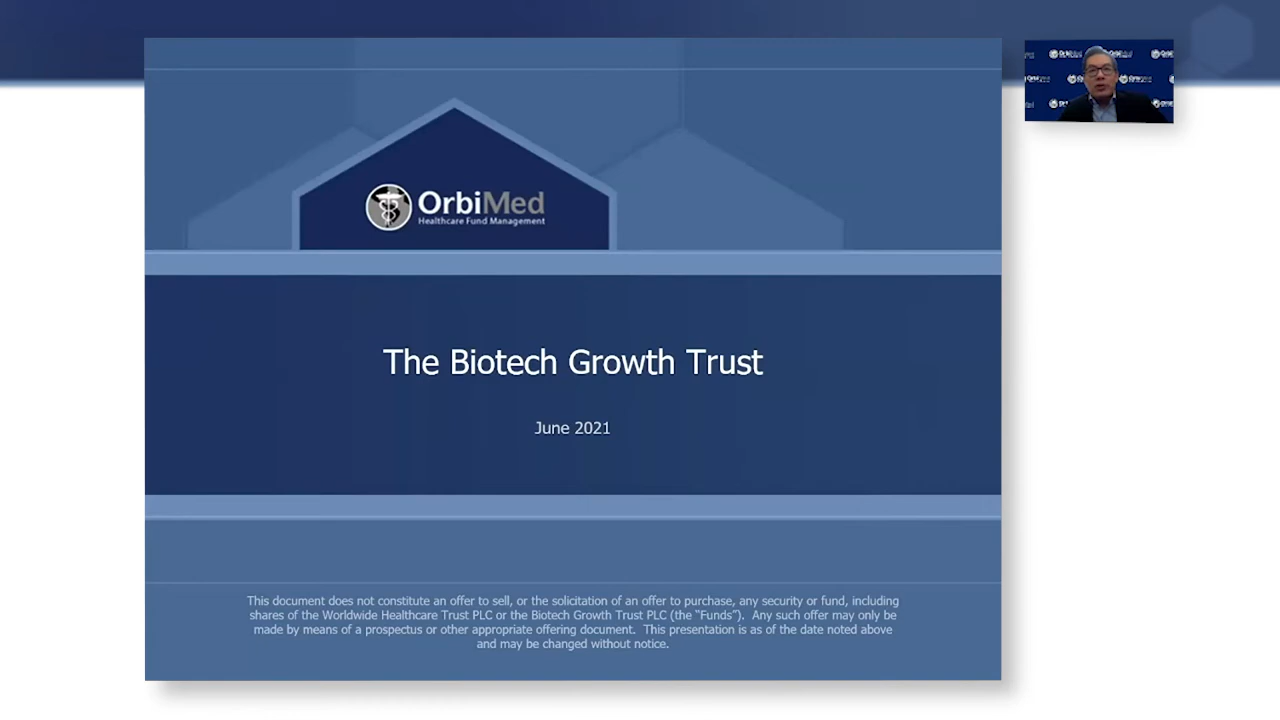 OrbiMed
Healthcare Fund Management
The Biotech Growth Trust
June 2021
This document does not constitute an offer to sell, or the solicitation of an offer to purchase, any security or fund, including
shares of the Worldwide Healthcare Trust PLC or the Biotech Growth Trust PLC (the “Funds”).  Any such offer may only be
made by means of a prospectus or other appropriate offering document.  This presentation is as of the date noted above
and may be changed without notice.